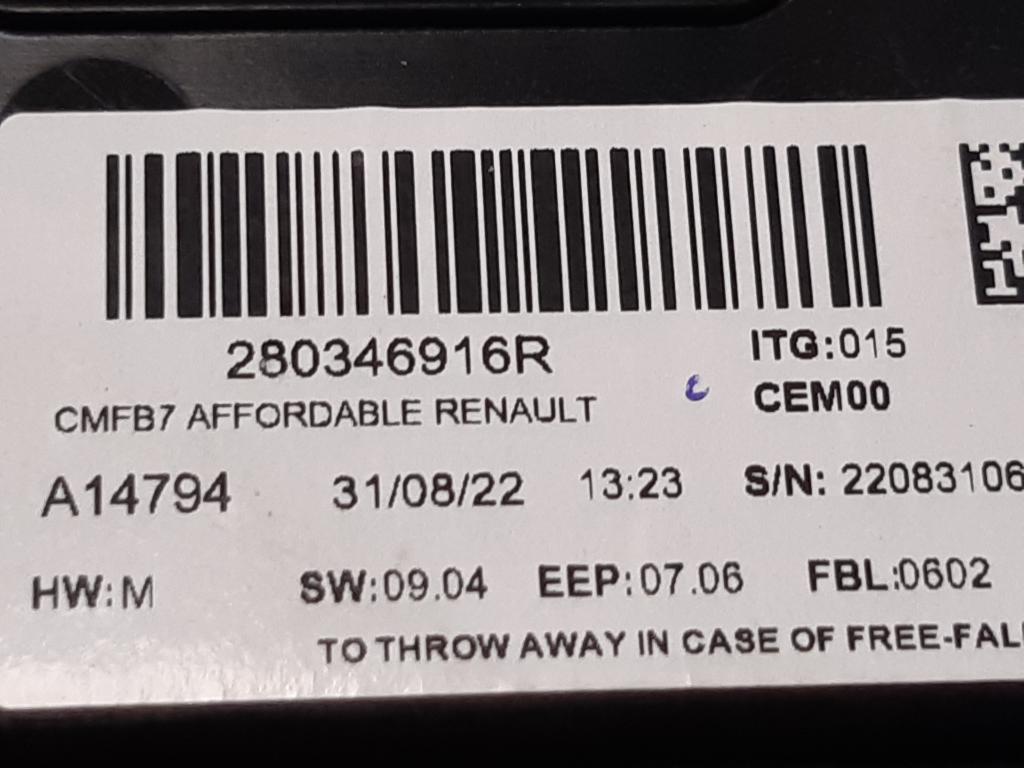 280346916R
ITG:015
CMFB7 AFFORDABLE RENAULT
CEM00
A14794 31/08/22 13:23 S/N: 22083106
HW:M SW:09.04 EEP:07.06 FBL:0602
TO THROW AWAY IN CASE OF FREE-FAL